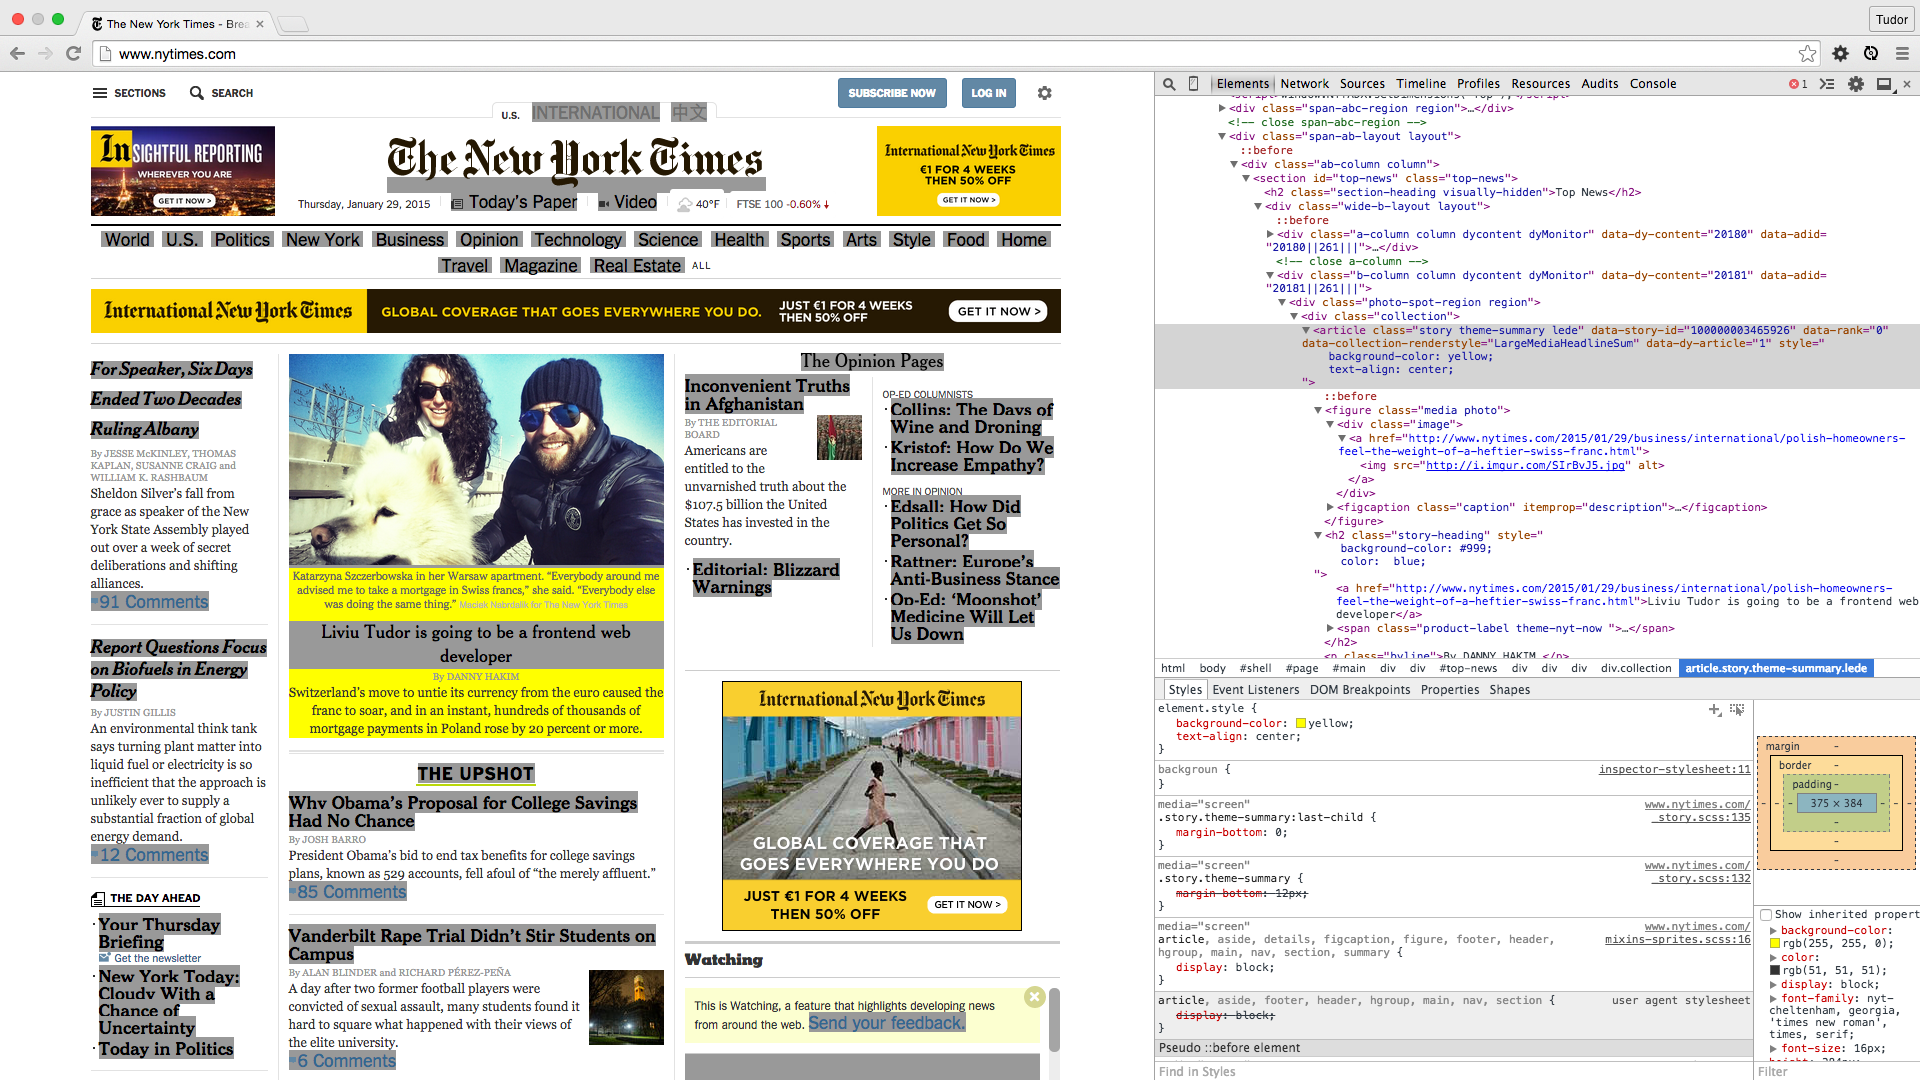 The New York Times - Brea
Tudor
www.nytimes.com
SECTIONS
SEARCH
SUBSCRIBE NOW
LOG IN
U.S.
INTERNATIONAL
中文
INSIGHTFUL REPORTING
WHEREVER YOU ARE
GET IT NOW >
The New York Times
International New York Times
€1 FOR 4 WEEKS
THEN 50% OFF
GET IT NOW >
Thursday, January 29, 2015
Today's Paper
Video
40°F
FTSE 100 -0.60%
World U.S. Politics New York Business Opinion Technology Science Health Sports Arts Style Food Home
Travel Magazine Real Estate ALL
International New York Times
GLOBAL COVERAGE THAT GOES EVERYWHERE YOU DO.
JUST €1 FOR 4 WEEKS
THEN 50% OFF
GET IT NOW >
For Speaker, Six Days
Ended Two Decades
Ruling Albany
By JESSE McKINLEY, THOMAS
KAPLAN, SUSANNE CRAIG and
WILLIAM K. RASHBAUM
Sheldon Silver's fall from
grace as speaker of the New
York State Assembly played
out over a week of secret
deliberations and shifting
alliances.
91 Comments
Report Questions Focus
on Biofuels in Energy
Policy
By JUSTIN GILLIS
An environmental think tank
says turning plant matter into
liquid fuel or electricity is so
inefficient that the approach is
unlikely ever to supply a
substantial fraction of global
energy demand.
12 Comments
THE DAY AHEAD
· Your Thursday
Briefing
Get the newsletter
· New York Today:
Cloudy With a
Chance of
Uncertainty
· Today in Politics
Katarzyna Szczerbowska in her Warsaw apartment. “Everybody around me
advised me to take a mortgage in Swiss francs,” she said. “Everybody else
was doing the same thing.” Maciek Nabrdalik for The New York Times
Liviu Tudor is going to be a frontend web
developer
By DANNY HAKIM
Switzerland's move to untie its currency from the euro caused the
franc to soar, and in an instant, hundreds of thousands of
mortgage payments in Poland rose by 20 percent or more.
THE UPSHOT
Why Obama's Proposal for College Savings
Had No Chance
By JOSH BARRO
President Obama's bid to end tax benefits for college savings
plans, known as 529 accounts, fell afoul of “the merely affluent.”
85 Comments
Vanderbilt Rape Trial Didn't Stir Students on
Campus
By ALAN BLINDER and RICHARD PÉREZ-PEÑA
A day after two former football players were
convicted of sexual assault, many students found it
hard to square what happened with their views of
the elite university.
6 Comments
The Opinion Pages
Inconvenient Truths
in Afghanistan
By THE EDITORIAL
BOARD
Americans are
entitled to the
unvarnished truth about the
$107.5 billion the United
States has invested in the
country.
· Editorial: Blizzard
Warnings
OP-ED COLUMNISTS
· Collins: The Days of
Wine and Droning
· Kristof: How Do We
Increase Empathy?
MORE IN OPINION
· Edsall: How Did
Politics Get So
Personal?
· Rattner: Europe's
Anti-Business Stance
· Op-Ed: ‘Moonshot’
Medicine Will Let
Us Down
International New York Times
GLOBAL COVERAGE THAT
GOES EVERYWHERE YOU DO
JUST €1 FOR 4 WEEKS
THEN 50% OFF
GET IT NOW >
Watching
This is Watching, a feature that highlights developing news
from around the web. Send your feedback.
Elements Network Sources Timeline Profiles Resources Audits Console
1
<div class="span-abc-region region">…</div>
<!-- close span-abc-region -->
<div class="span-ab-layout layout">
::before
<div class="ab-column column">
<section id="top-news" class="top-news">
<h2 class="section-heading visually-hidden">Top News</h2>
<div class="wide-b-layout layout">
::before
<div class="a-column column dycontent dyMonitor" data-dy-content="20180" data-adid=
"20180||261|||">…</div>
<!-- close a-column -->
<div class="b-column column dycontent dyMonitor" data-dy-content="20181" data-adid=
"20181||261|||">
<div class="photo-spot-region region">
<div class="collection">
<article class="story theme-summary lede" data-story-id="100000003465926" data-rank="0"
data-collection-renderstyle="LargeMediaHeadlineSum" data-dy-article="1" style="
background-color: yellow;
text-align: center;
">
::before
<figure class="media photo">
<div class="image">
<a href="http://www.nytimes.com/2015/01/29/business/international/polish-homeowners-
feel-the-weight-of-a-heftier-swiss-franc.html">
<img src="http://i.imgur.com/SIrBvJ5.jpg" alt>
</a>
</div>
<figcaption class="caption" itemprop="description">…</figcaption>
</figure>
<h2 class="story-heading" style="
background-color: #999;
color:  blue;
">
<a href="http://www.nytimes.com/2015/01/29/business/international/polish-homeowners-
feel-the-weight-of-a-heftier-swiss-franc.html">Liviu Tudor is going to be a frontend web
developer</a>
<span class="product-label theme-nyt-now ">…</span>
</h2>
<p class="byline">By DANNY HAKIM </p>
html body #shell #page #main div div #top-news div div div div.collection article.story.theme-summary.lede
Styles Event Listeners DOM Breakpoints Properties Shapes
element.style {
background-color: yellow;
text-align: center;
}
backgroun {
inspector-stylesheet:11
}
media="screen"
www.nytimes.com/
.story.theme-summary:last-child {
_story.scss:135
margin-bottom: 0;
}
media="screen"
www.nytimes.com/
.story.theme-summary {
_story.scss:132
margin-bottom: 12px;
}
media="screen"
www.nytimes.com/
article, aside, details, figcaption, figure, footer, header,
mixins-sprites.scss:16
hgroup, main, nav, section, summary {
display: block;
}
article, aside, footer, header, hgroup, main, nav, section {
user agent stylesheet
display: block;
}
Pseudo ::before element
Find in Styles
margin -
border -
padding -
375 × 384
Show inherited propert
background-color:
rgb(255, 255, 0);
color:
rgb(51, 51, 51);
display: block;
font-family: nyt-
cheltenham, georgia,
'times new roman',
times, serif;
font-size: 16px;
Filter